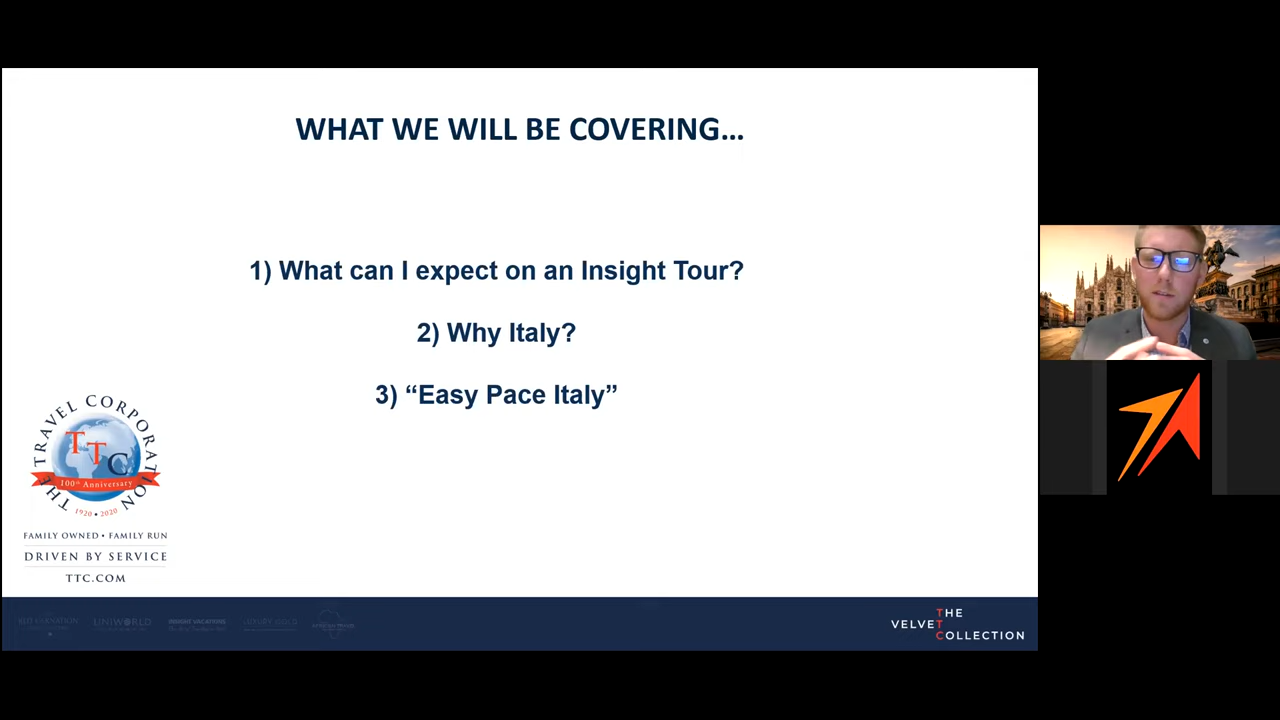 WHAT WE WILL BE COVERING…
1) What can I expect on an Insight Tour?
2) Why Italy?
3) “Easy Pace Italy”
THE TRAVEL CORPORATION
TTC
100th Anniversary
1920 • 2020
FAMILY OWNED • FAMILY RUN
DRIVEN BY SERVICE
TTC.COM
UNIWORLD
INSIGHT VACATIONS
LUXURY GOLD
THE
VELVET
COLLECTION